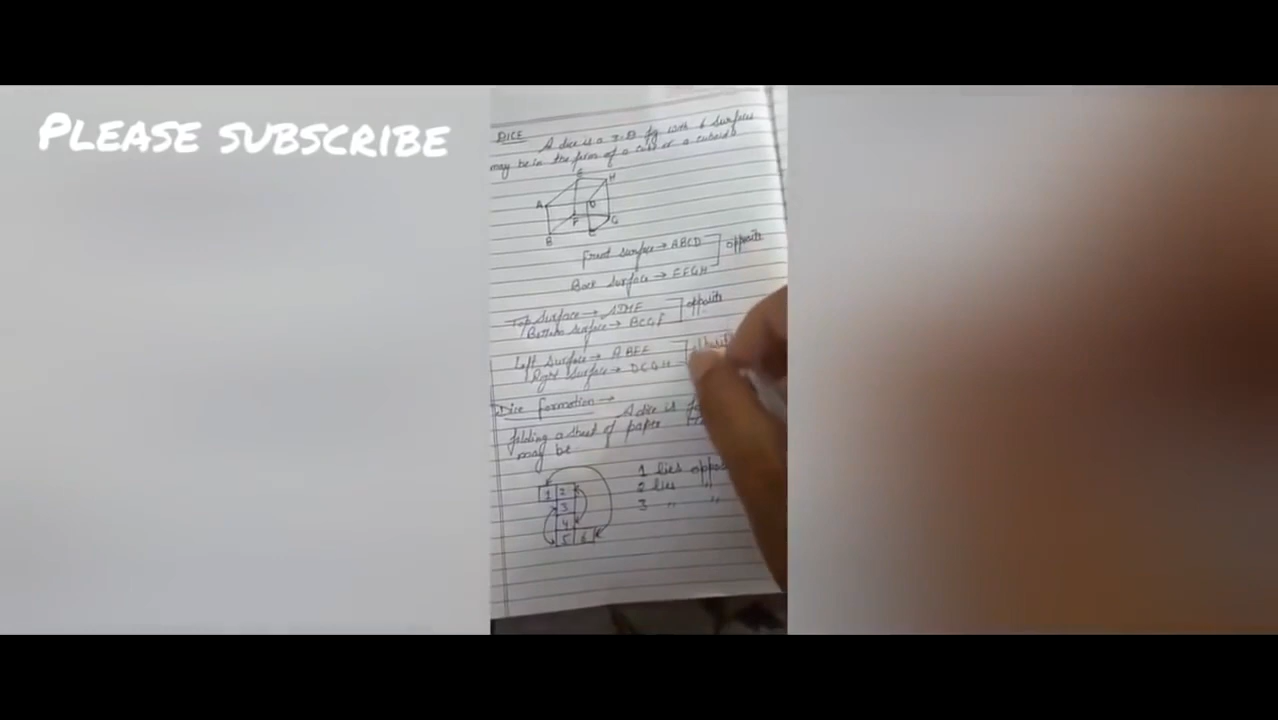 PLEASE SUBSCRIBE
DICE
A dice is a 3-D fig with 6 surfaces
may be in the form of a cube or a cuboid
E H
A D
F G
B C
Front surface → ABCD
opposite
Back surface → EFGH
Top surface → ADHE
opposite
Bottom surface → BCGF
Left surface → ABFE
Right surface → DCGH
Dice formation →
A dice is
folding a sheet of paper
may be
1 2
3
4
5 6
1 lies
2 lies "
3 " "